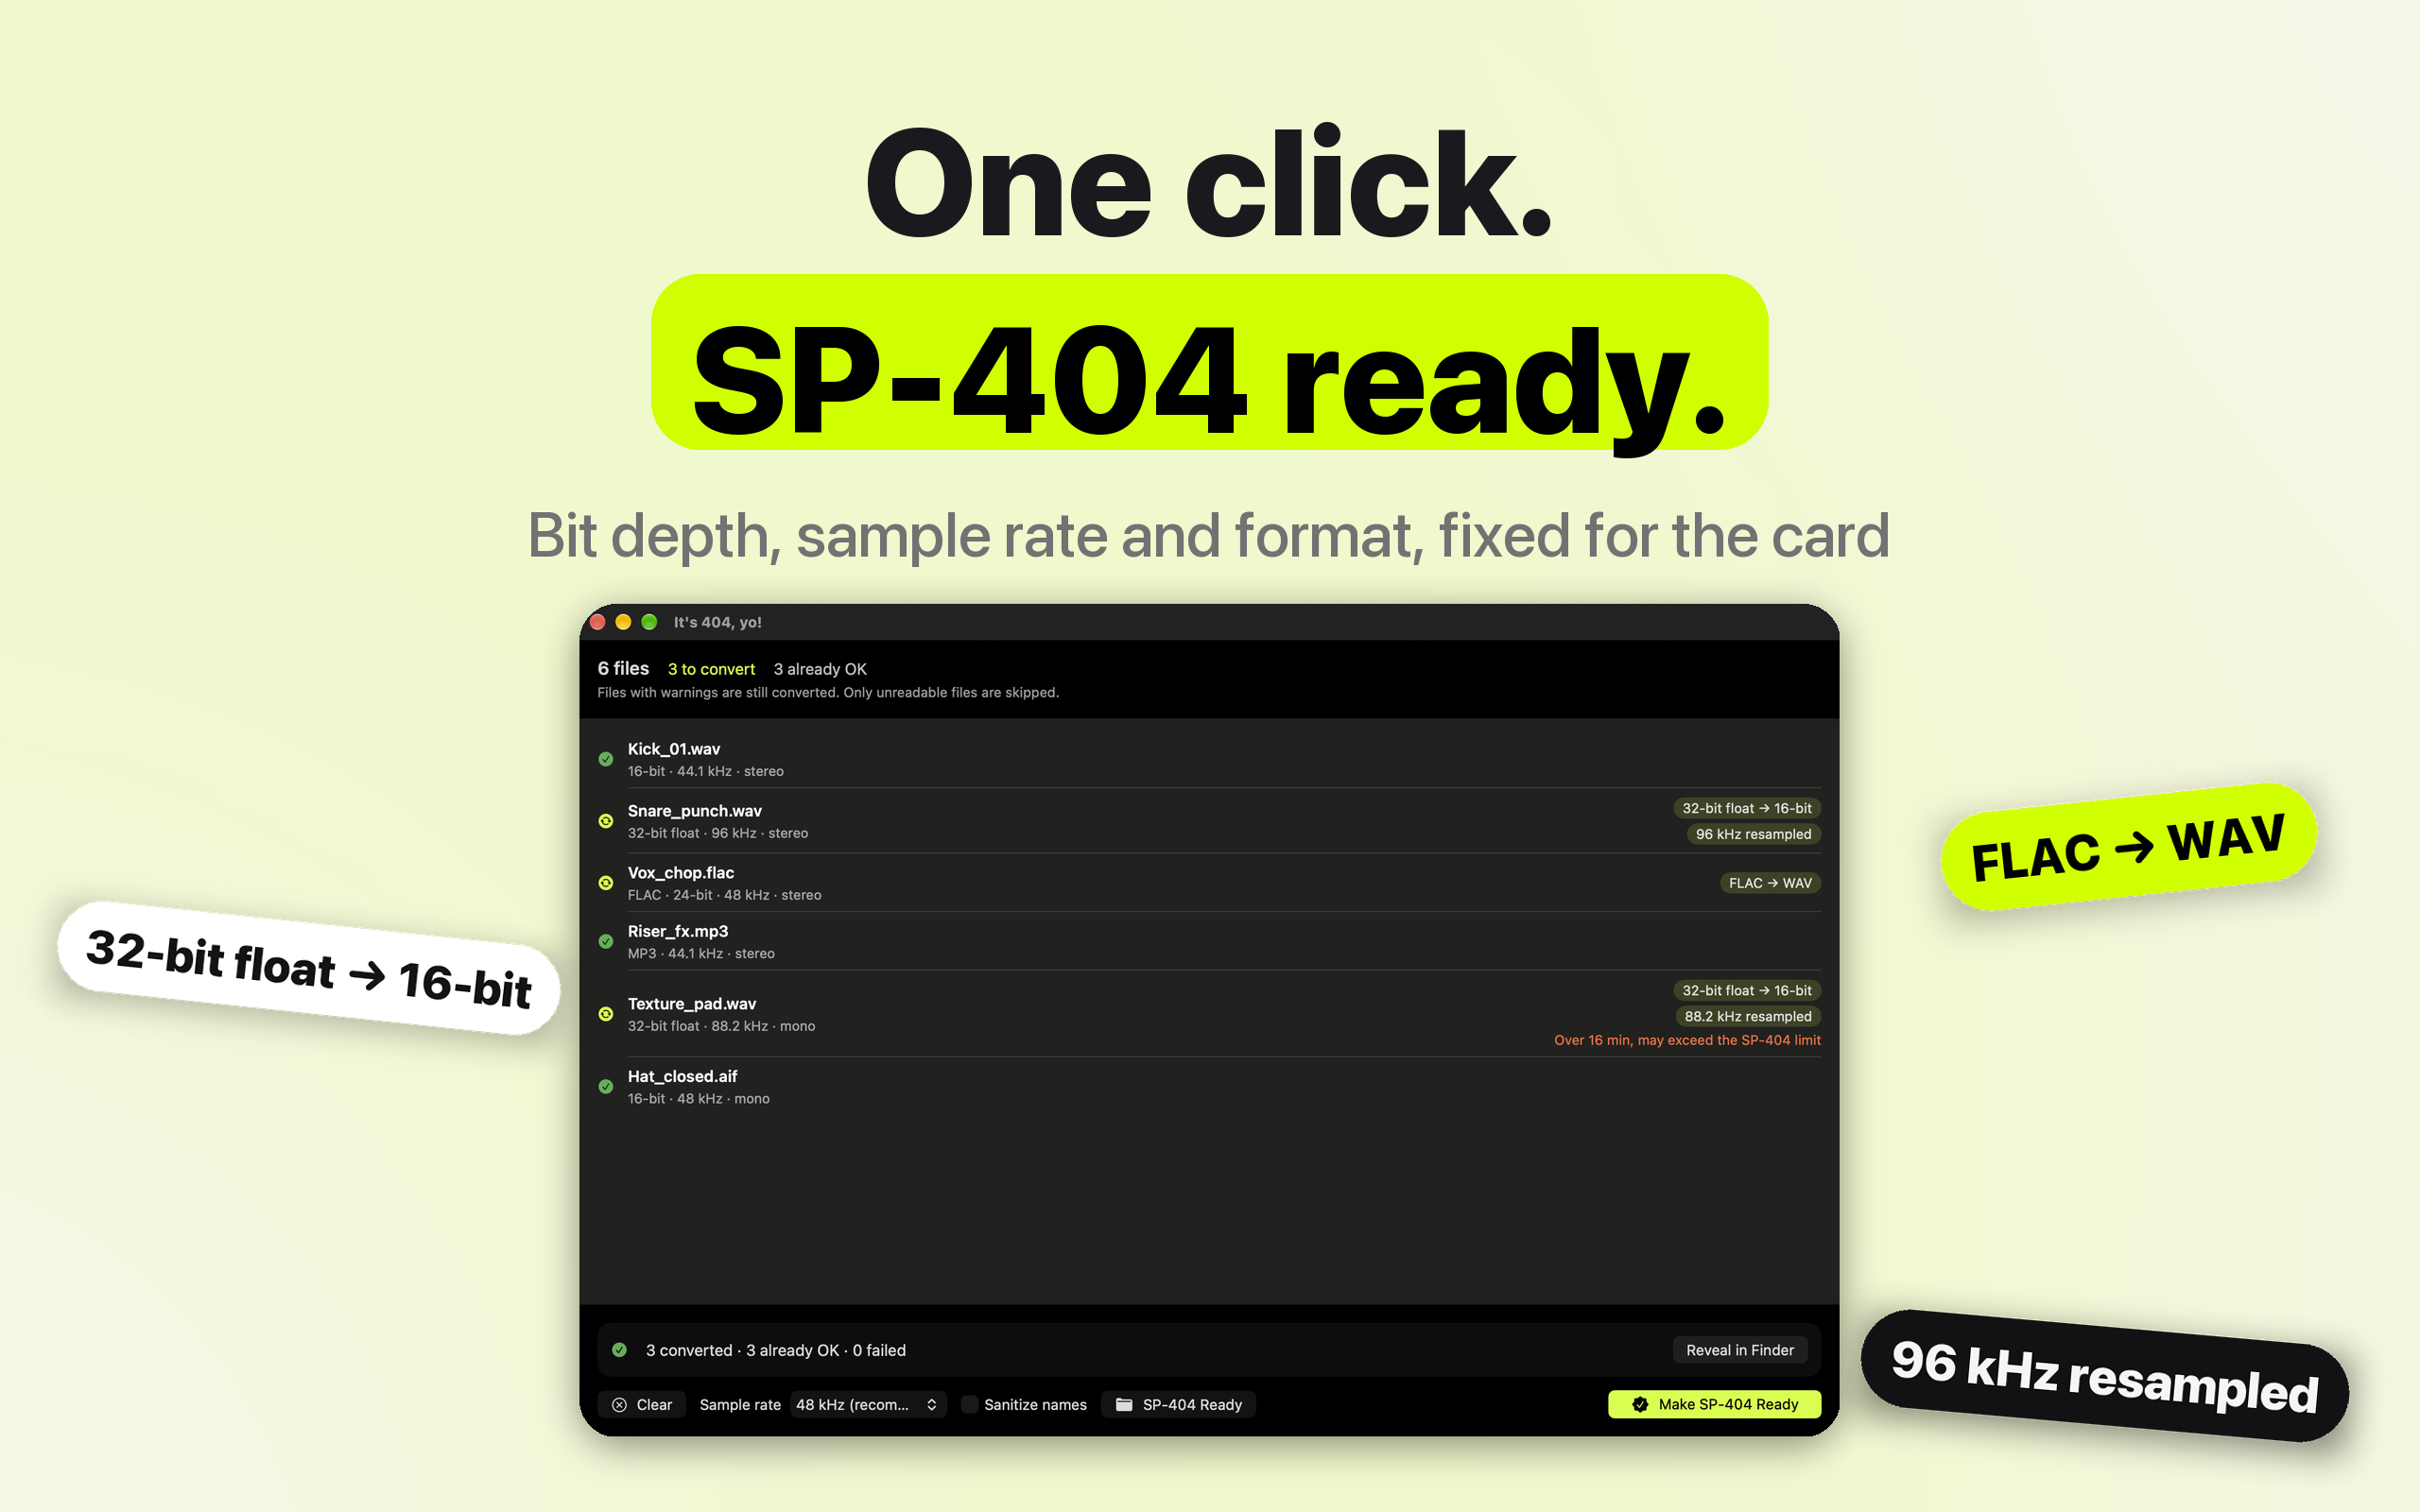 One click.
SP-404 ready.
Bit depth, sample rate and format, fixed for the card
It's 404, yo!
6 files 3 to convert 3 already OK
Files with warnings are still converted. Only unreadable files are skipped.
Kick_01.wav
16-bit · 44.1 kHz · stereo
Snare_punch.wav
32-bit float · 96 kHz · stereo
32-bit float → 16-bit
96 kHz resampled
Vox_chop.flac
FLAC · 24-bit · 48 kHz · stereo
FLAC → WAV
Riser_fx.mp3
MP3 · 44.1 kHz · stereo
Texture_pad.wav
32-bit float · 88.2 kHz · mono
32-bit float → 16-bit
88.2 kHz resampled
Over 16 min, may exceed the SP-404 limit
Hat_closed.aif
16-bit · 48 kHz · mono
3 converted · 3 already OK · 0 failed
Reveal in Finder
Clear Sample rate 48 kHz (recom... Sanitize names SP-404 Ready Make SP-404 Ready
32-bit float → 16-bit
FLAC → WAV
96 kHz resampled